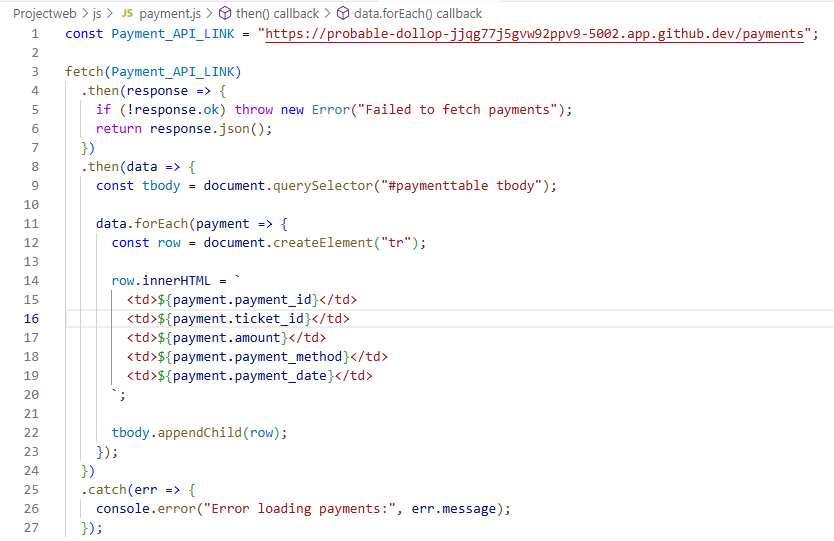 Projectweb > js > JS payment.js > then() callback > data.forEach() callback
1 const Payment_API_LINK = "https://probable-dollop-jjqg77j5gvw92ppv9-5002.app.github.dev/payments";
2
3 fetch(Payment_API_LINK)
4   .then(response => {
5     if (!response.ok) throw new Error("Failed to fetch payments");
6     return response.json();
7   })
8   .then(data => {
9     const tbody = document.querySelector("#paymenttable tbody");
10
11     data.forEach(payment => {
12       const row = document.createElement("tr");
13
14       row.innerHTML = `
15         <td>${payment.payment_id}</td>
16         <td>${payment.ticket_id}</td>
17         <td>${payment.amount}</td>
18         <td>${payment.payment_method}</td>
19         <td>${payment.payment_date}</td>
20       `;
21
22       tbody.appendChild(row);
23     });
24   })
25   .catch(err => {
26     console.error("Error loading payments:", err.message);
27   });